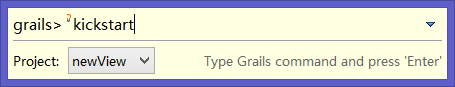 grails> kickstart
Project: newView Type Grails command and press 'Enter'